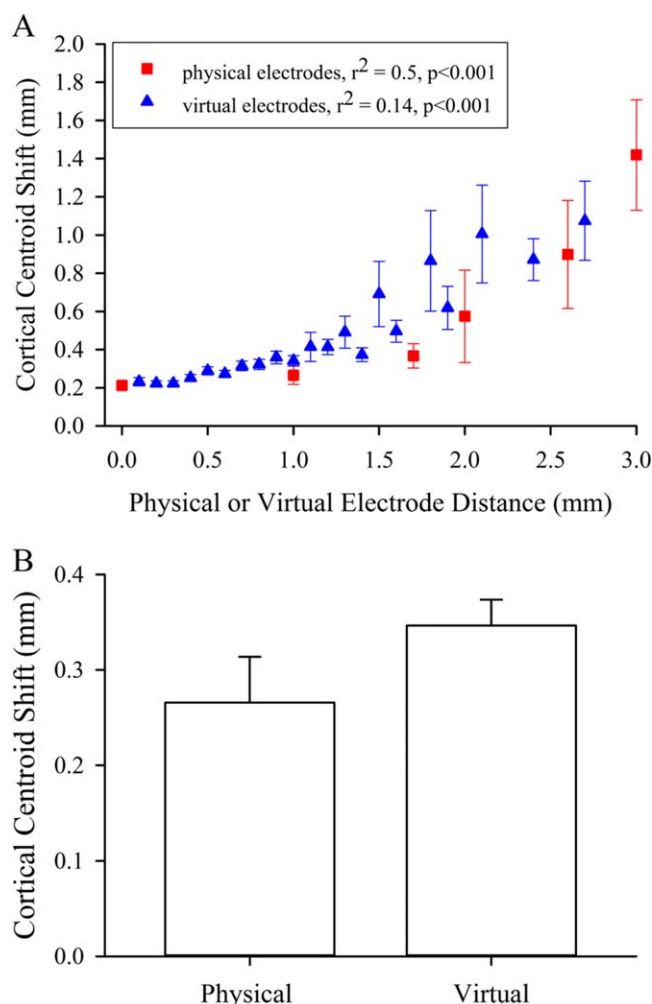 A
2.0
1.8
1.6
1.4
1.2
1.0
0.8
0.6
0.4
0.2
0.0
Cortical Centroid Shift (mm)
physical electrodes, r² = 0.5, p<0.001
virtual electrodes, r² = 0.14, p<0.001
0.0 0.5 1.0 1.5 2.0 2.5 3.0
Physical or Virtual Electrode Distance (mm)
B
0.4
0.3
0.2
0.1
0.0
Cortical Centroid Shift (mm)
Physical Virtual